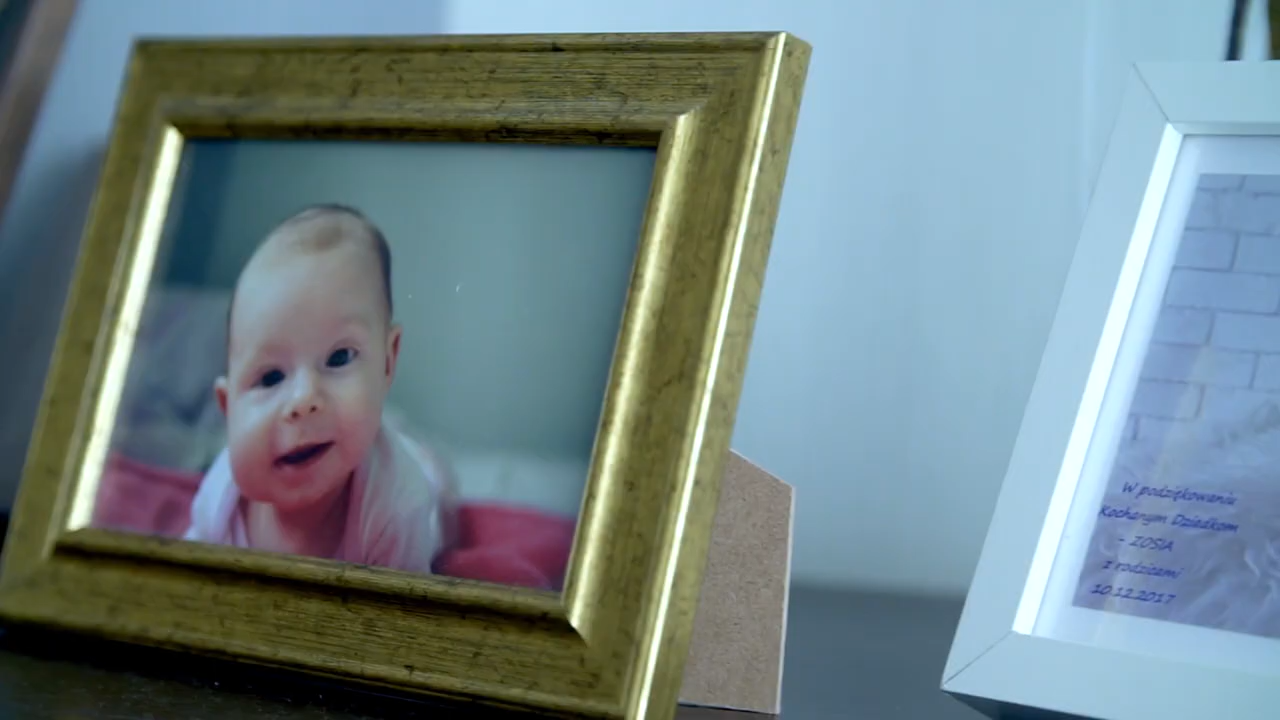 W podziękowaniu
Kochanym Dziadkom
- ZOSIA
z rodzicami
10.12.2017